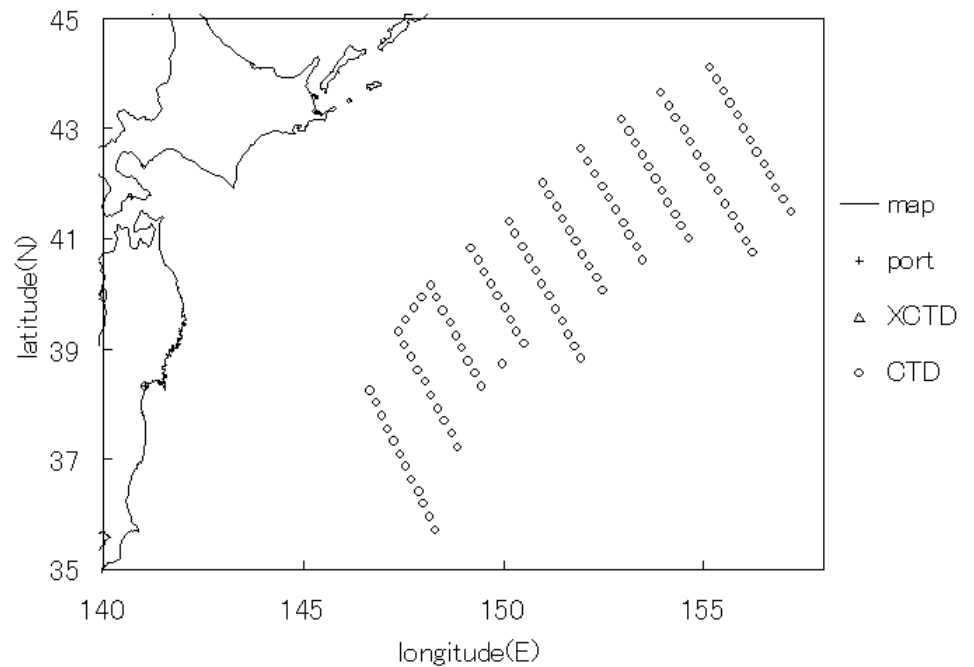 45
43
41
39
37
35
latitude(N)
140
145
150
155
longitude(E)
map
port
XCTD
CTD